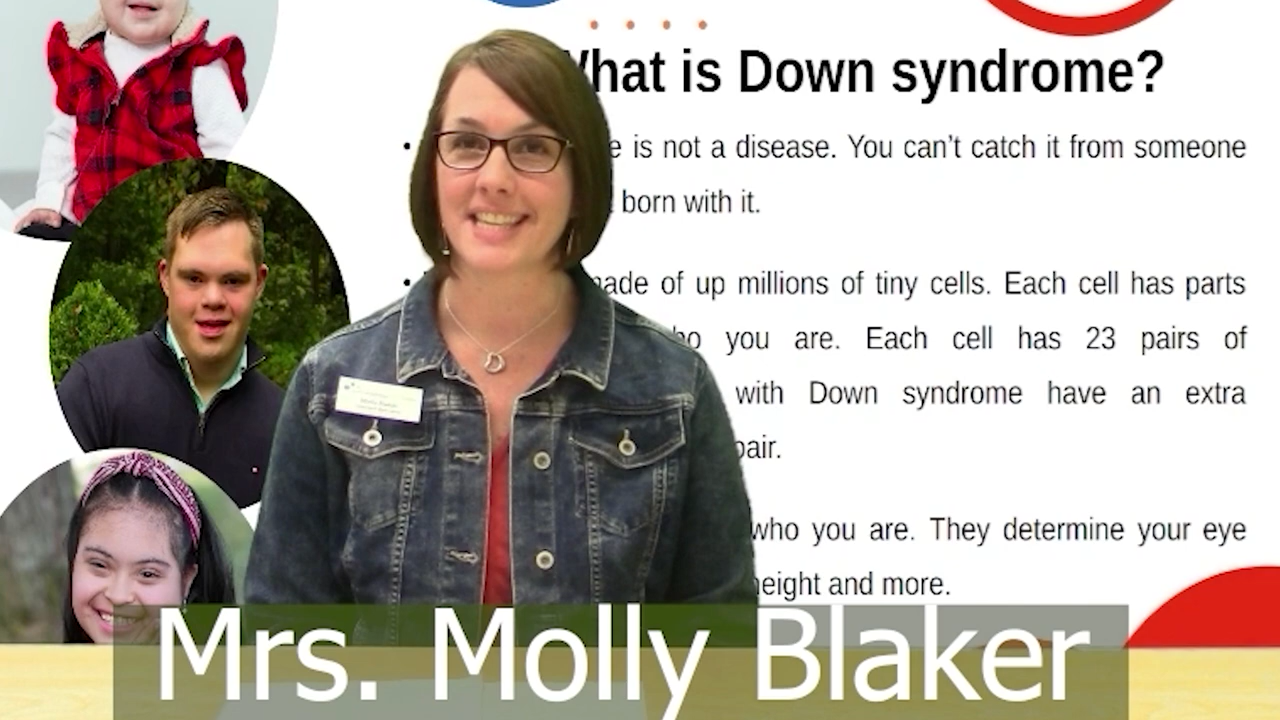 What is Down syndrome?
is not a disease. You can't catch it from someone
born with it.
made of up millions of tiny cells. Each cell has parts
you are. Each cell has 23 pairs of
with Down syndrome have an extra
pair.
who you are. They determine your eye
height and more.
Mrs. Molly Blaker